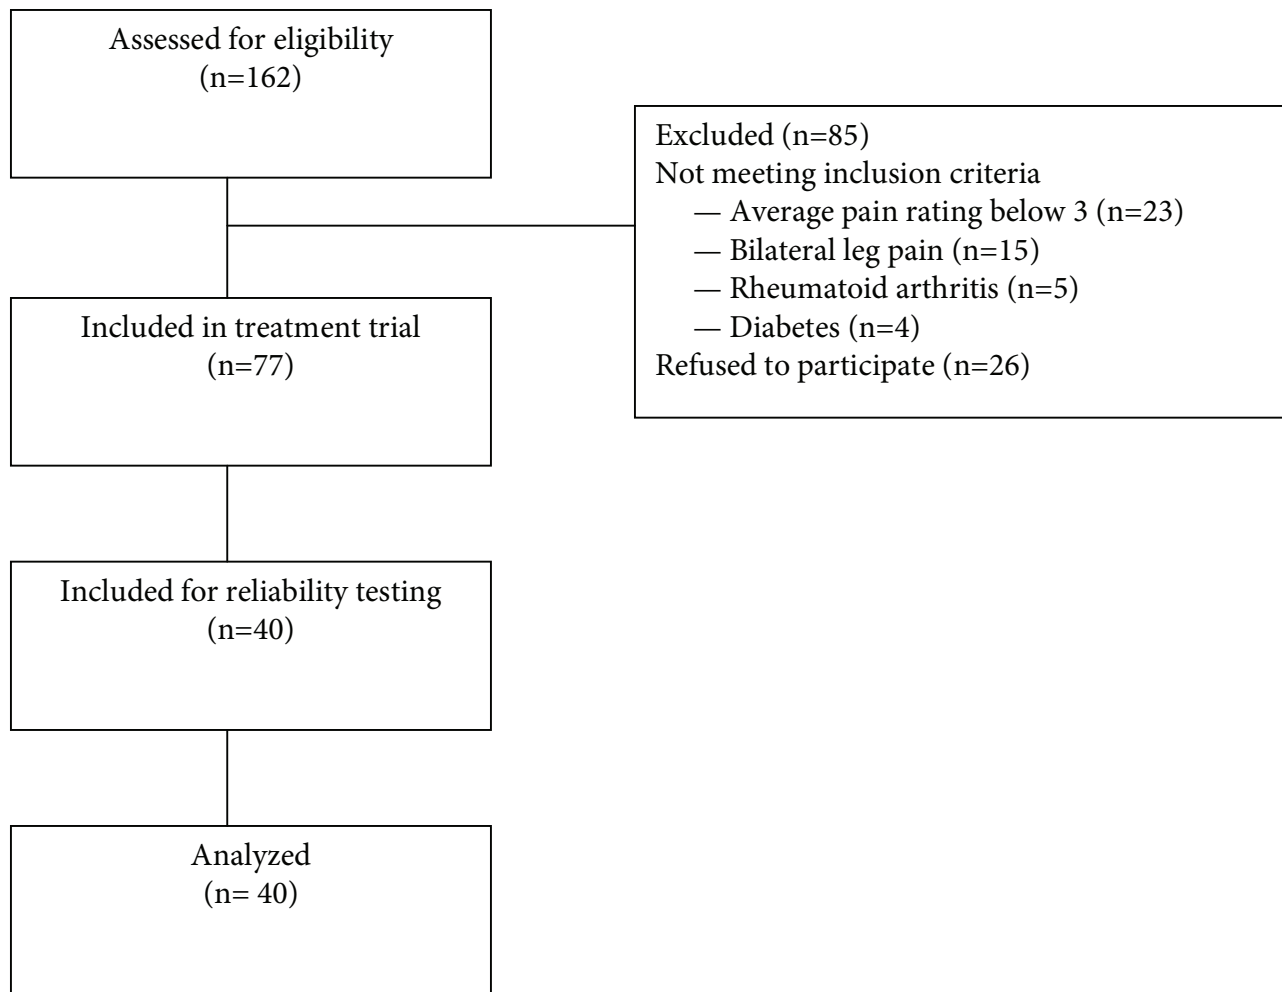 Assessed for eligibility
(n=162)
Excluded (n=85)
Not meeting inclusion criteria
— Average pain rating below 3 (n=23)
— Bilateral leg pain (n=15)
— Rheumatoid arthritis (n=5)
— Diabetes (n=4)
Refused to participate (n=26)
Included in treatment trial
(n=77)
Included for reliability testing
(n=40)
Analyzed
(n= 40)